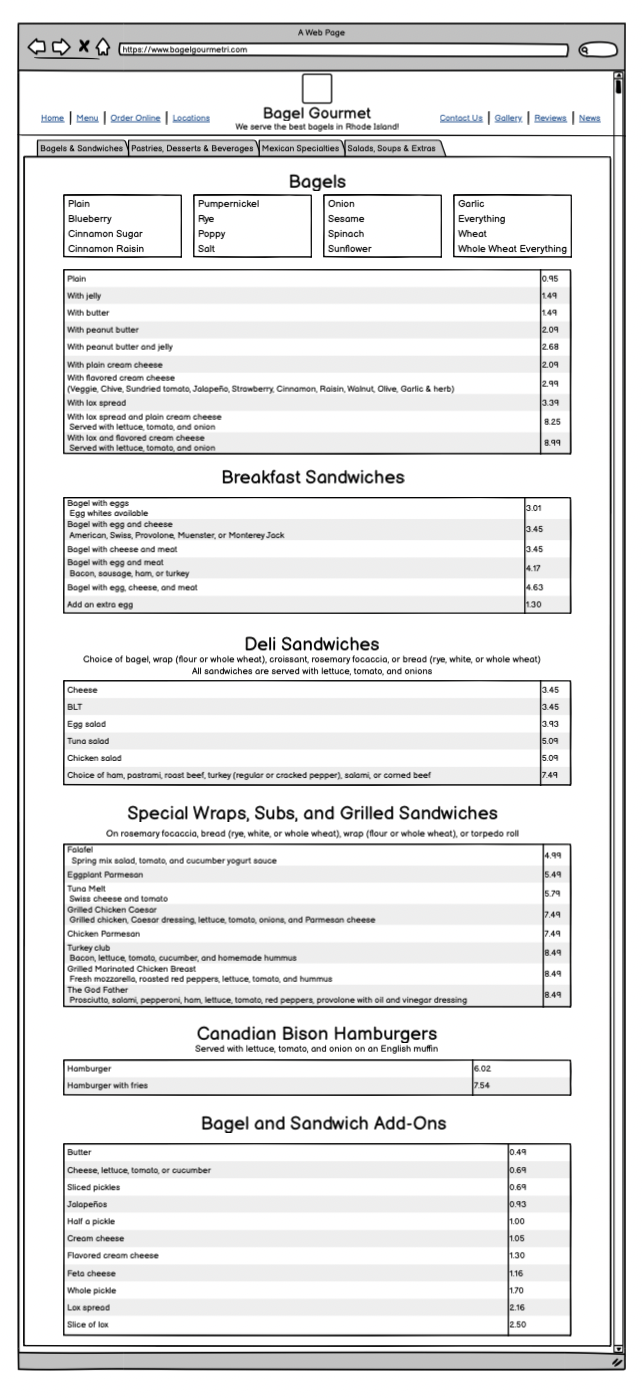 A Web Page
https://www.bagelgourmetri.com
Home | Menu | Order Online | Locations
Bagel Gourmet
We serve the best bagels in Rhode Island!
Contact Us | Gallery | Reviews | News
Bagels & Sandwiches
Pastries, Desserts & Beverages
Mexican Specialties
Salads, Soups & Extras
Bagels
Plain
Blueberry
Cinnamon Sugar
Cinnamon Raisin
Pumpernickel
Rye
Poppy
Salt
Onion
Sesame
Spinach
Sunflower
Garlic
Everything
Wheat
Whole Wheat Everything
Plain 0.95
With jelly 1.49
With butter 1.49
With peanut butter 2.09
With peanut butter and jelly 2.68
With plain cream cheese 2.09
With flavored cream cheese
(Veggie, Chive, Sundried tomato, Jalapeño, Strawberry, Cinnamon, Raisin, Walnut, Olive, Garlic & herb) 2.99
With lox spread 3.39
With lox spread and plain cream cheese
Served with lettuce, tomato, and onion 8.25
With lox and flavored cream cheese
Served with lettuce, tomato, and onion 8.99
Breakfast Sandwiches
Bagel with eggs
Egg whites available 3.01
Bagel with egg and cheese
American, Swiss, Provolone, Muenster, or Monterey Jack 3.45
Bagel with cheese and meat 3.45
Bagel with egg and meat
Bacon, sausage, ham, or turkey 4.17
Bagel with egg, cheese, and meat 4.63
Add an extra egg 1.30
Deli Sandwiches
Choice of bagel, wrap (flour or whole wheat), croissant, rosemary focaccia, or bread (rye, white, or whole wheat)
All sandwiches are served with lettuce, tomato, and onions
Cheese 3.45
BLT 3.45
Egg salad 3.93
Tuna salad 5.09
Chicken salad 5.09
Choice of ham, pastrami, roast beef, turkey (regular or cracked pepper), salami, or corned beef 7.49
Special Wraps, Subs, and Grilled Sandwiches
On rosemary focaccia, bread (rye, white, or whole wheat), wrap (flour or whole wheat), or torpedo roll
Falafel
Spring mix salad, tomato, and cucumber yogurt sauce 4.99
Eggplant Parmesan 5.49
Tuna Melt
Swiss cheese and tomato 5.79
Grilled Chicken Caesar
Grilled chicken, Caesar dressing, lettuce, tomato, onions, and Parmesan cheese 7.49
Chicken Parmesan 7.49
Turkey club
Bacon, lettuce, tomato, cucumber, and homemade hummus 8.49
Grilled Marinated Chicken Breast
Fresh mozzarella, roasted red peppers, lettuce, tomato, and hummus 8.49
The God Father
Prosciutto, salami, pepperoni, ham, lettuce, tomato, red peppers, provolone with oil and vinegar dressing 8.49
Canadian Bison Hamburgers
Served with lettuce, tomato, and onion on an English muffin
Hamburger 6.02
Hamburger with fries 7.54
Bagel and Sandwich Add-Ons
Butter 0.49
Cheese, lettuce, tomato, or cucumber 0.69
Sliced pickles 0.69
Jalapeños 0.93
Half a pickle 1.00
Cream cheese 1.05
Flavored cream cheese 1.30
Feta cheese 1.16
Whole pickle 1.70
Lox spread 2.16
Slice of lox 2.50